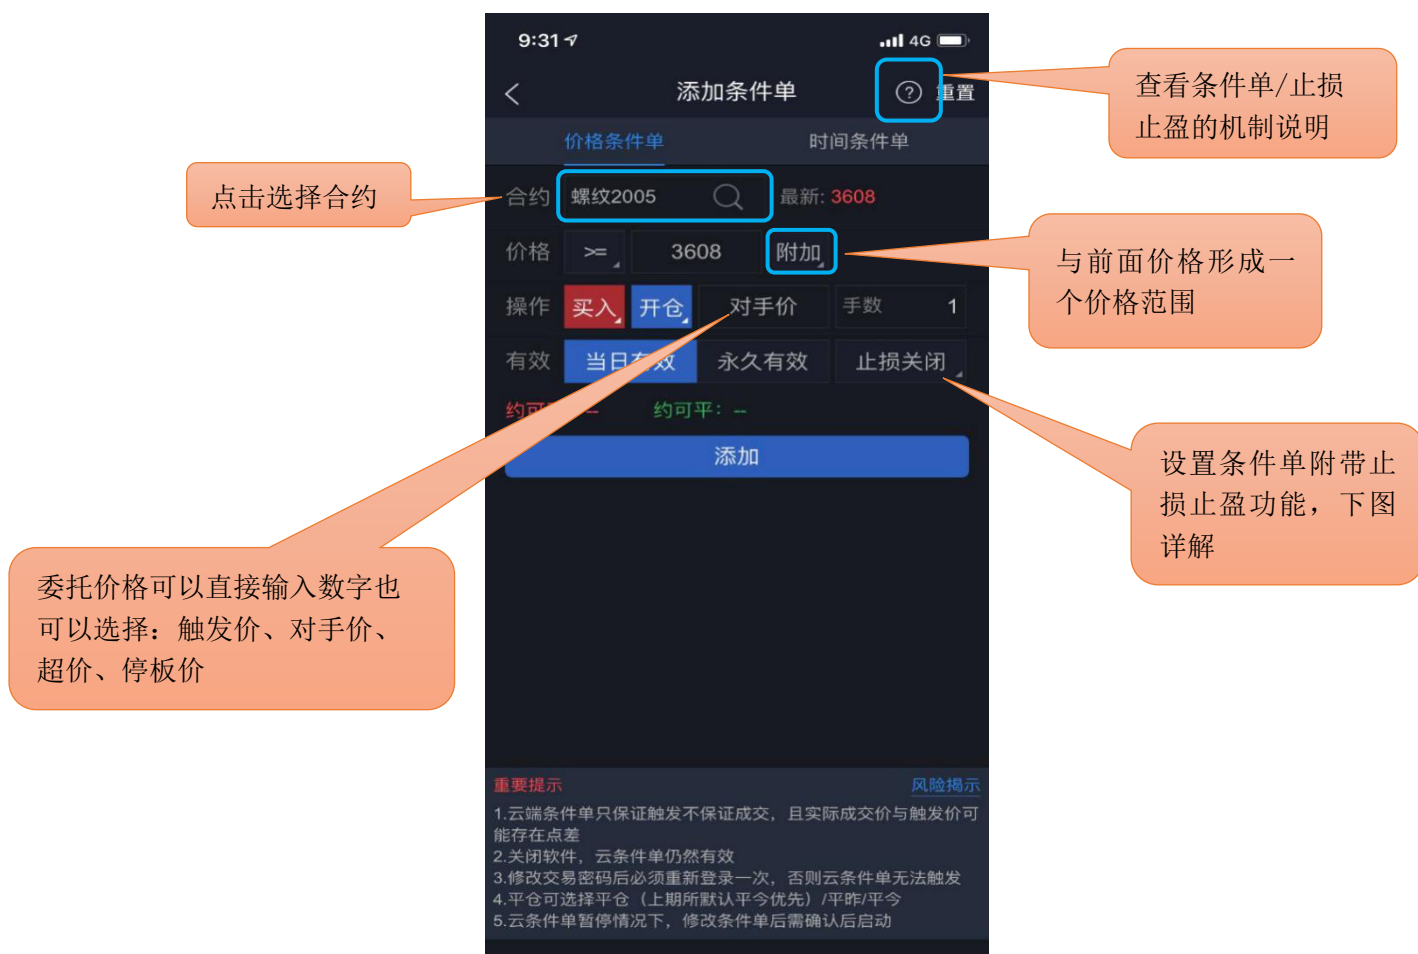 9:31
4G
添加条件单
重置
查看条件单/止损
止盈的机制说明
价格条件单
时间条件单
点击选择合约
合约
螺纹2005
最新: 3608
价格
>=
3608
附加
与前面价格形成一
个价格范围
操作
买入
开仓
对手价
手数
1
有效
当日有效
永久有效
止损关闭
约可
--
约可平: --
添加
设置条件单附带止
损止盈功能，下图
详解
委托价格可以直接输入数字也
可以选择：触发价、对手价、
超价、停板价
重要提示
风险揭示
1.云端条件单只保证触发不保证成交，且实际成交价与触发价可
能存在点差
2.关闭软件，云条件单仍然有效
3.修改交易密码后必须重新登录一次，否则云条件单无法触发
4.平仓可选择平仓（上期所默认平今优先）/平昨/平今
5.云条件单暂停情况下，修改条件单后需确认后启动